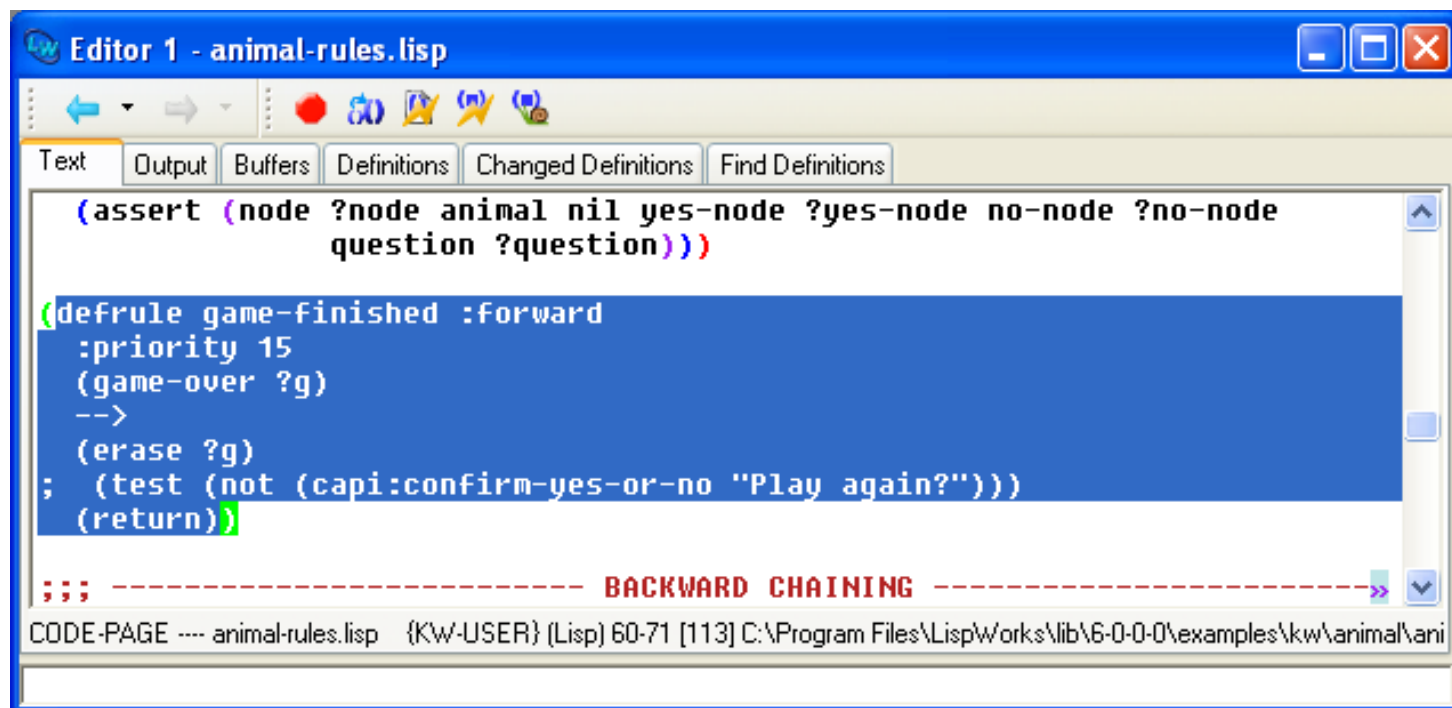 Editor 1 - animal-rules.lisp
Text Output Buffers Definitions Changed Definitions Find Definitions
(assert (node ?node animal nil yes-node ?yes-node no-node ?no-node
question ?question)))
(defrule game-finished :forward
:priority 15
(game-over ?g)
-->
(erase ?g)
; (test (not (capi:confirm-yes-or-no "Play again?")))
(return))
;;; -------------------------- BACKWARD CHAINING ------------------------»
CODE-PAGE ---- animal-rules.lisp {KW-USER} (Lisp) 60-71 [113] C:\Program Files\LispWorks\lib\6-0-0-0\examples\kw\animal\ani